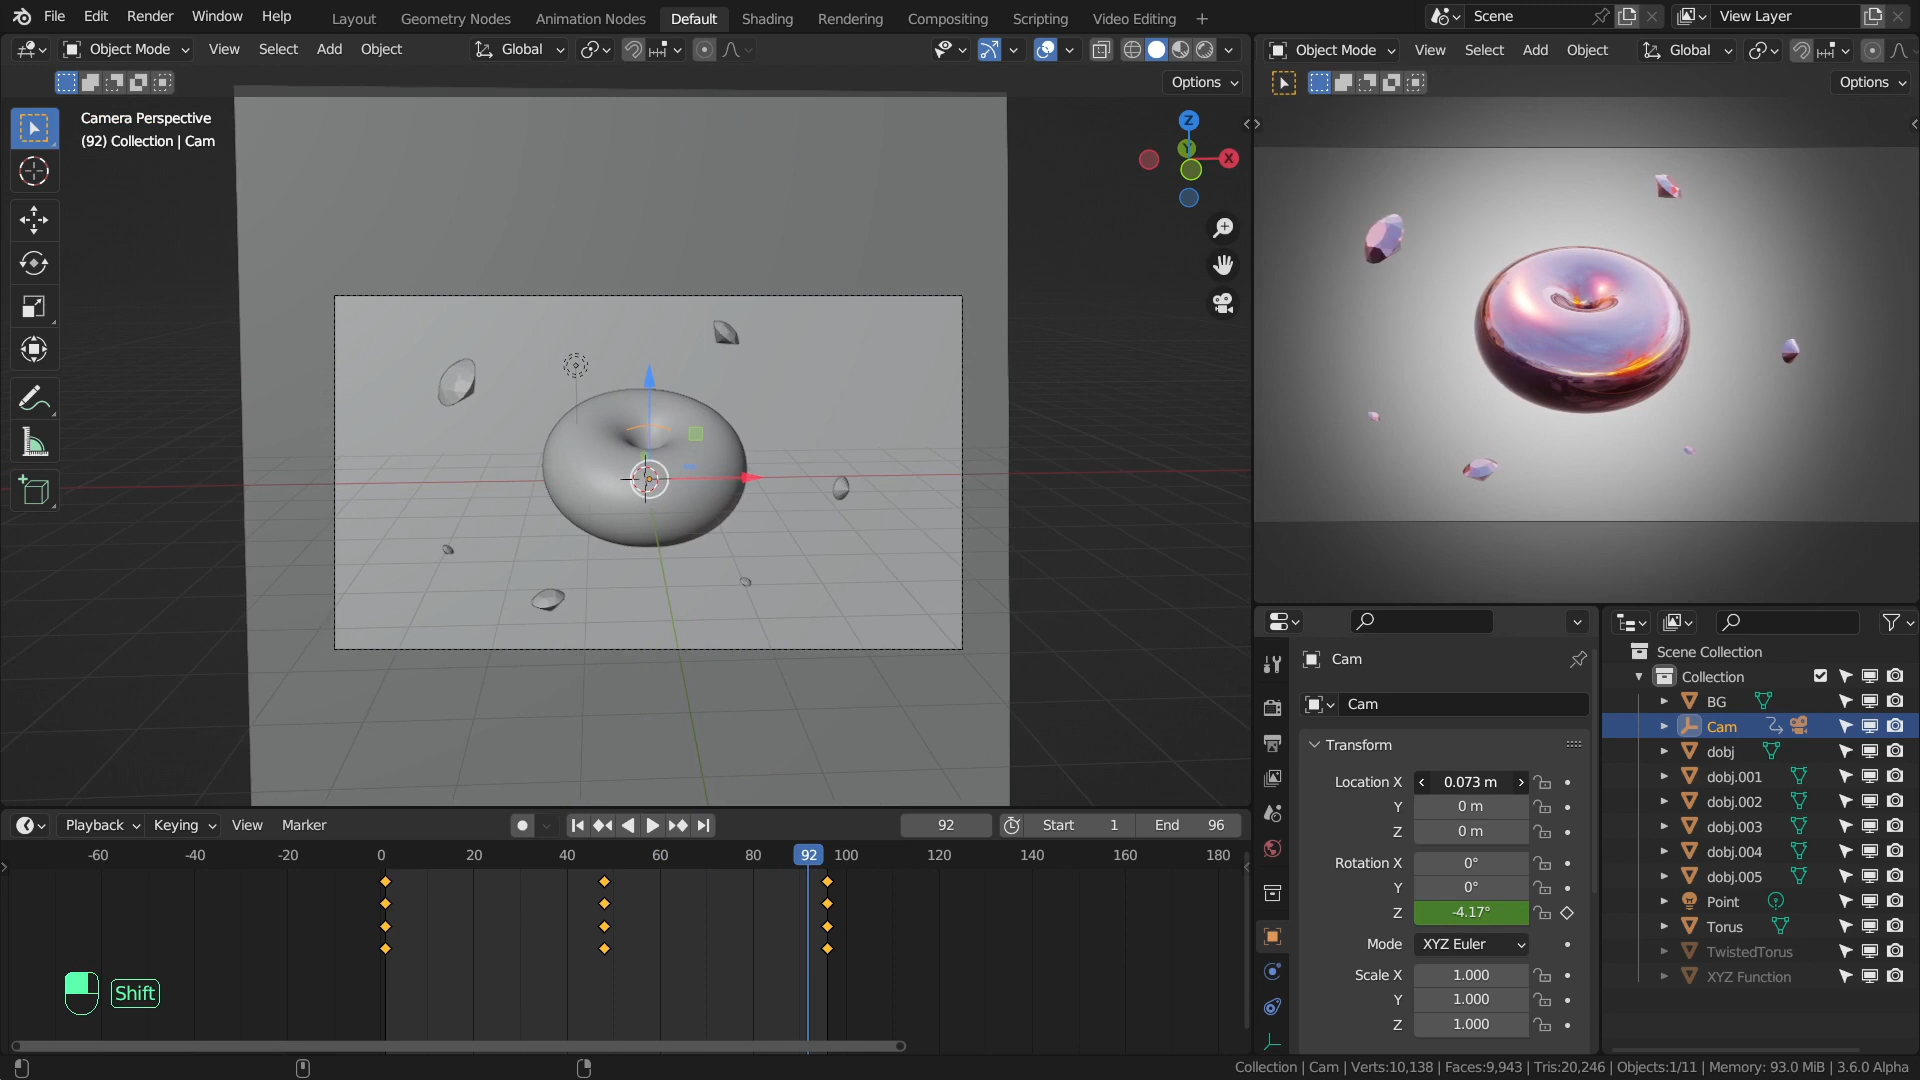 File Edit Render Window Help Layout Geometry Nodes Animation Nodes Default Shading Rendering Compositing Scripting Video Editing + Scene View Layer
Object Mode View Select Add Object Global
Object Mode View Select Add Object Global
Options
Options
Camera Perspective
(92) Collection | Cam
Z
Y
X
Cam
Cam
Transform
Location X 0.073 m
Y 0 m
Z 0 m
Rotation X 0°
Y 0°
Z -4.17°
Mode XYZ Euler
Scale X 1.000
Y 1.000
Z 1.000
Scene Collection
Collection
BG
Cam
dobj
dobj.001
dobj.002
dobj.003
dobj.004
dobj.005
Point
Torus
TwistedTorus
XYZ Function
Playback Keying View Marker 92 Start 1 End 96
-60 -40 -20 0 20 40 60 80 92 100 120 140 160 180
Shift
Collection | Cam | Verts:10,138 | Faces:9,943 | Tris:20,246 | Objects:1/11 | Memory: 93.0 MiB | 3.6.0 Alpha